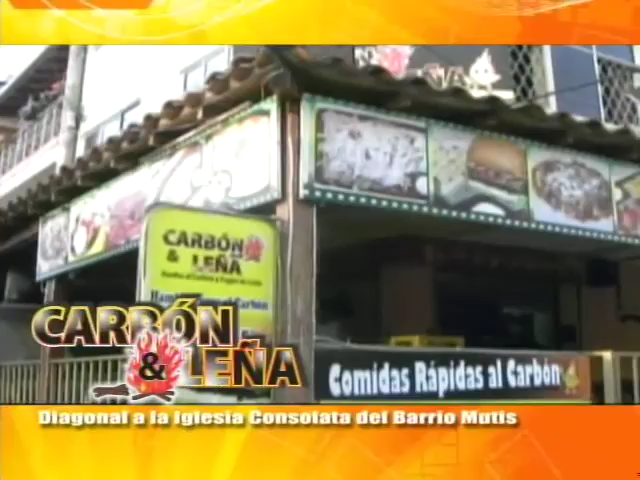 CARBÓN
& LEÑA
Comidas Rápidas al Carbón
CARBÓN
& LEÑA
Diagonal a la Iglesia Consolata del Barrio Mutis